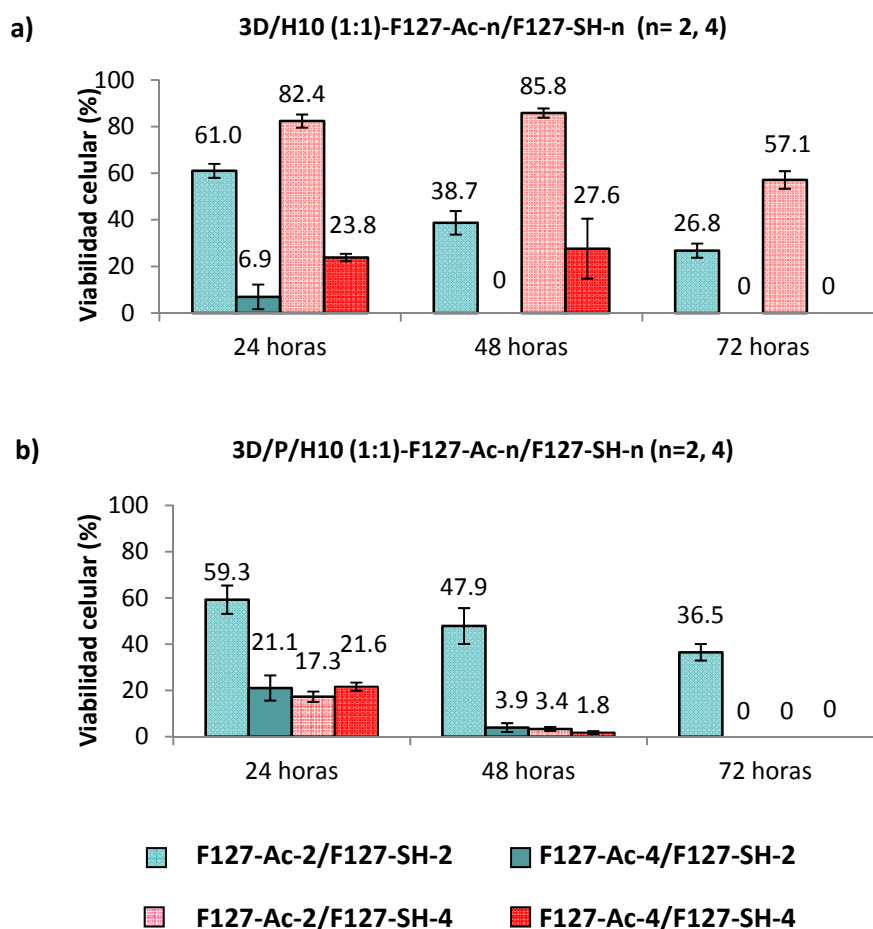 a)
3D/H10 (1:1)-F127-Ac-n/F127-SH-n (n= 2, 4)
Viabilidad celular (%)
100
80
60
40
20
0
61.0
6.9
82.4
23.8
38.7
0
85.8
27.6
26.8
0
57.1
0
24 horas
48 horas
72 horas
b)
3D/P/H10 (1:1)-F127-Ac-n/F127-SH-n (n=2, 4)
Viabilidad celular (%)
100
80
60
40
20
0
59.3
21.1
17.3
21.6
47.9
3.9
3.4
1.8
36.5
0
0
0
24 horas
48 horas
72 horas
F127-Ac-2/F127-SH-2
F127-Ac-4/F127-SH-2
F127-Ac-2/F127-SH-4
F127-Ac-4/F127-SH-4